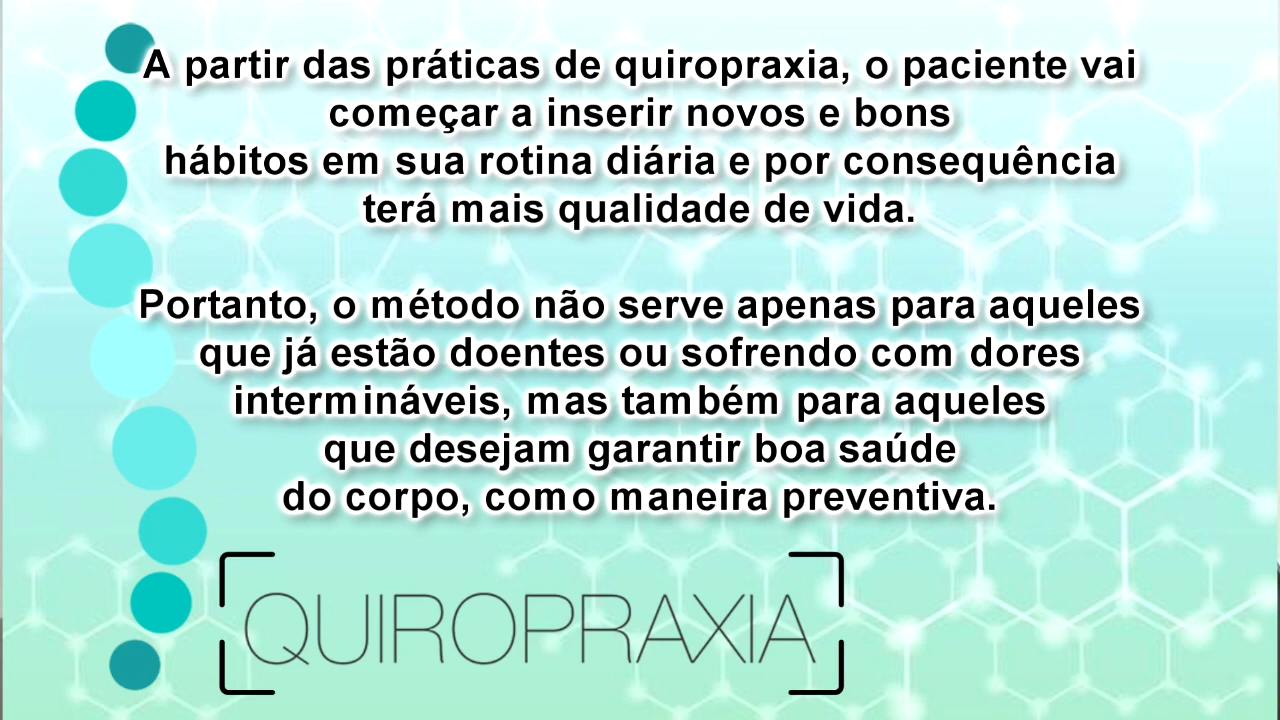 A partir das práticas de quiropraxia, o paciente vai
começar a inserir novos e bons
hábitos em sua rotina diária e por consequência
terá mais qualidade de vida.
Portanto, o método não serve apenas para aqueles
que já estão doentes ou sofrendo com dores
intermináveis, mas também para aqueles
que desejam garantir boa saúde
do corpo, como maneira preventiva.
QUIROPRAXIA